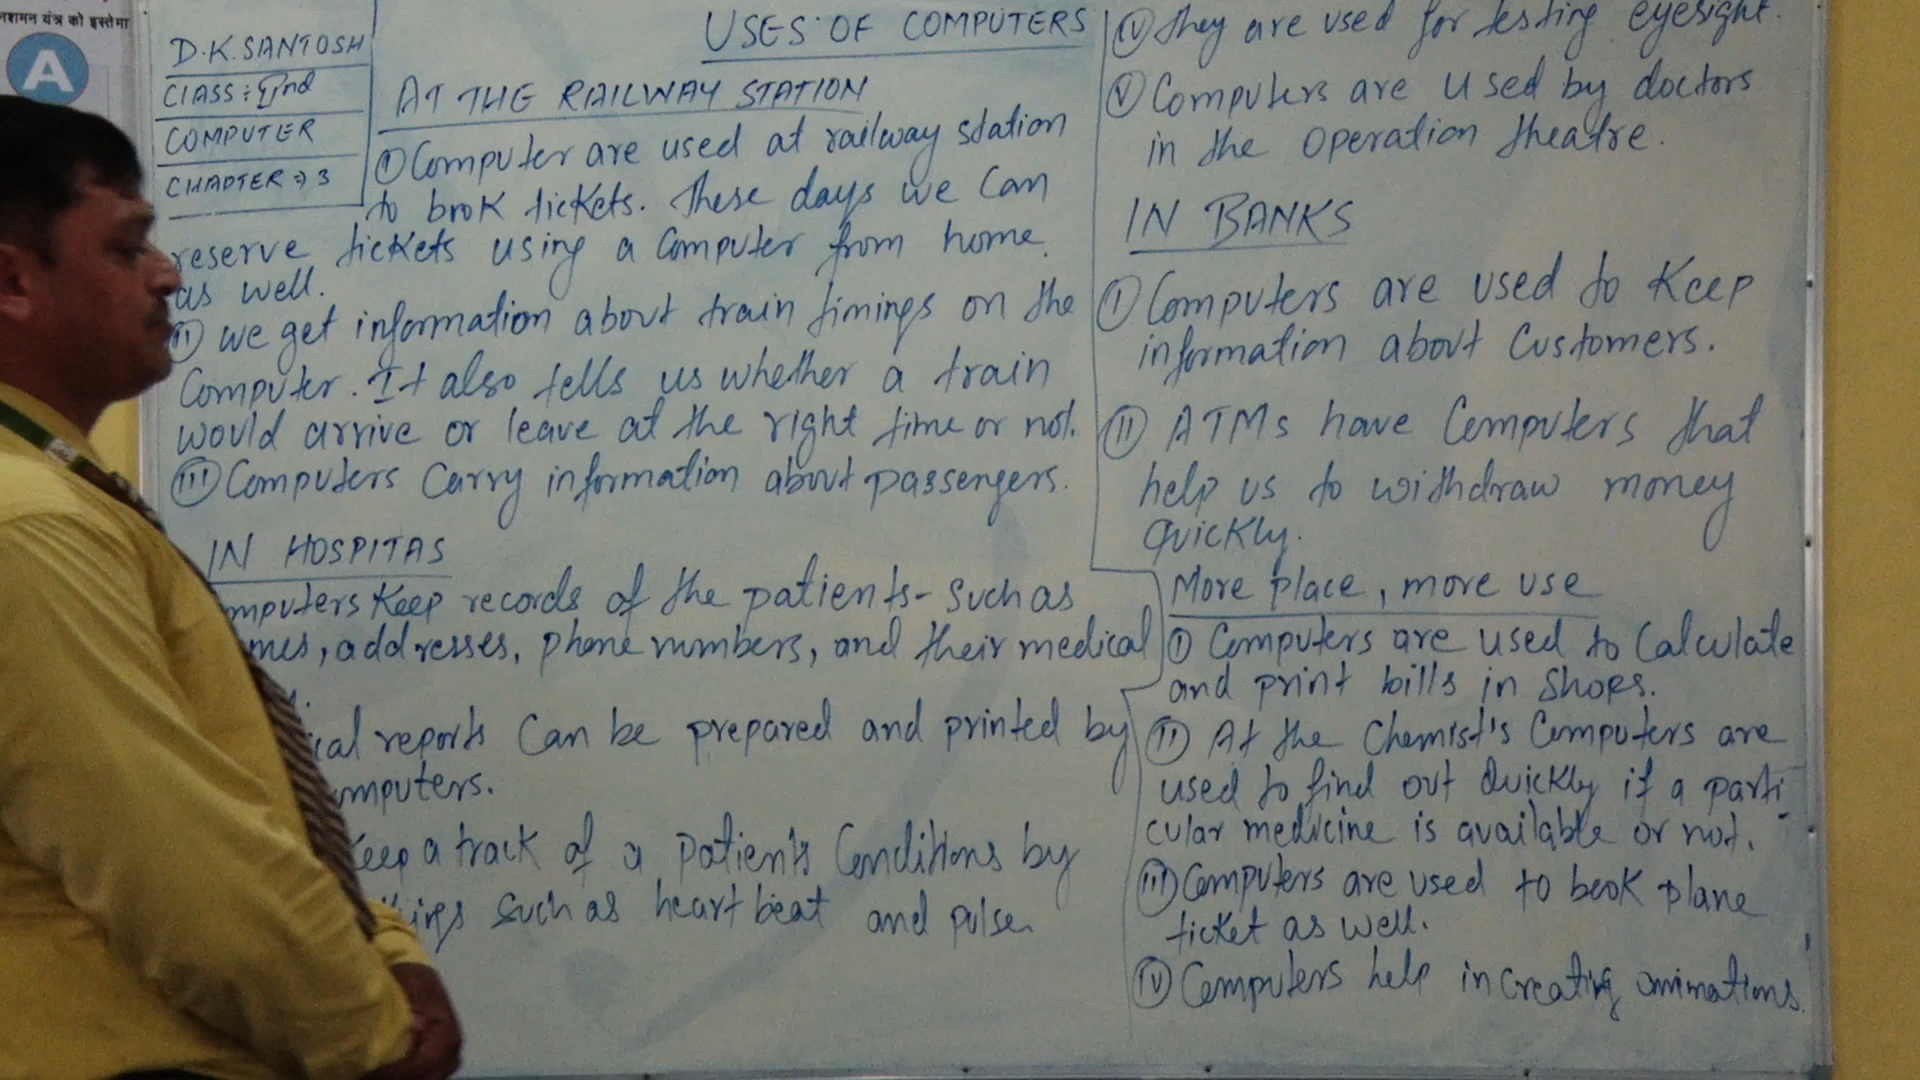 नशमन यंत्र को इस्तेमा
A
D.K.SANTOSH
CLASS: IInd
COMPUTER
CHAPTER => 3
USES OF COMPUTERS
AT THE RAILWAY STATION
(I) Computer are used at railway station
to book tickets. These days we can
reserve tickets using a computer from home.
as well.
(II) we get information about train timings on the
Computer. It also tells us whether a train
would arrive or leave at the right time or not.
(III) Computers carry information about passengers.
IN HOSPITAS
mputers keep records of the patients - such as
mes, addresses, phone numbers, and their medical
ical reports can be prepared and printed by
mputers.
keep a track of a patient's conditions by
such as heart beat and pulse
(IV) they are used for testing eyesight.
(V) Computers are used by doctors
in the operation theatre.
IN BANKS
(I) Computers are used to keep
information about customers.
(II) ATMs have computers that
help us to withdraw money
quickly.
More place, more use
(I) Computers are used to calculate
and print bills in shops.
(II) At the chemist's computers are
used to find out quickly if a parti-
cular medicine is available or not.
(III) Computers are used to book plane
ticket as well.
(IV) Computers help in creating animations.